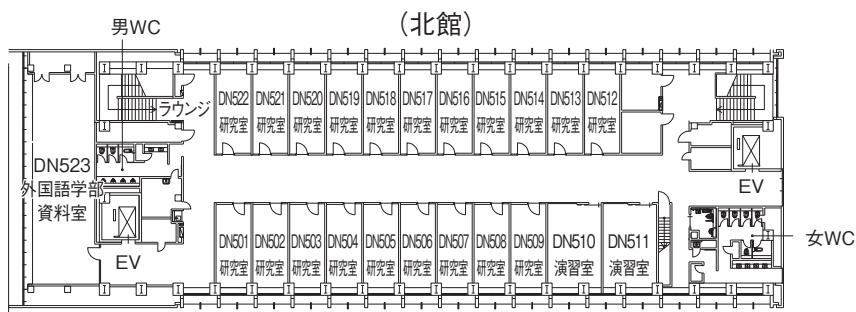 （北館）
男WC
ラウンジ
DN522
研究室
DN521
研究室
DN520
研究室
DN519
研究室
DN518
研究室
DN517
研究室
DN516
研究室
DN515
研究室
DN514
研究室
DN513
研究室
DN512
研究室
DN523
外国語学部
資料室
EV
EV
DN501
研究室
DN502
研究室
DN503
研究室
DN504
研究室
DN505
研究室
DN506
研究室
DN507
研究室
DN508
研究室
DN509
研究室
DN510
演習室
DN511
演習室
女WC